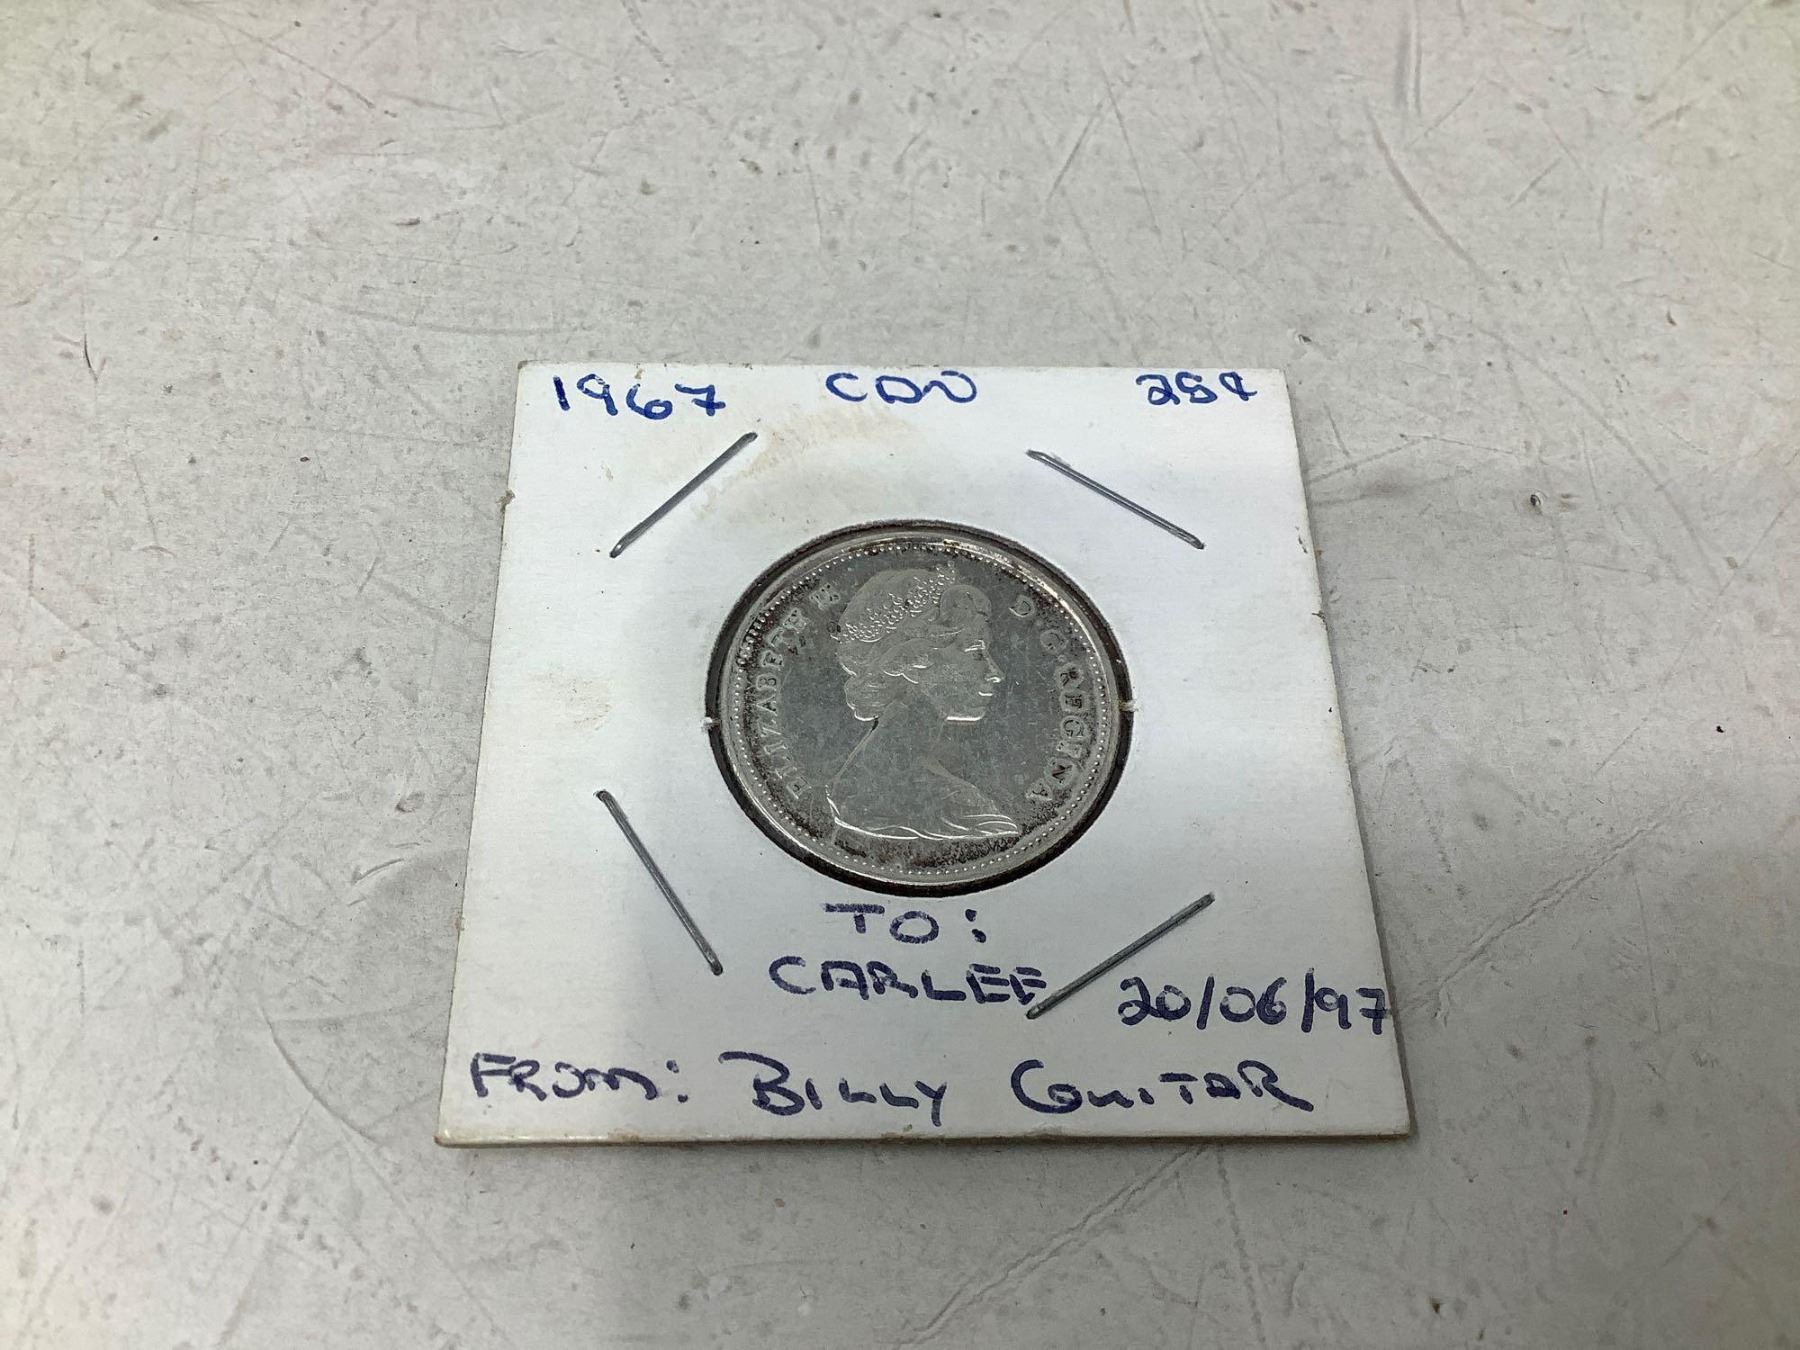 1967 CDN 25¢
ELIZABETH II D·G·REGINA
TO:
CARLEE
20/06/97
FROM: BILLY GUITAR